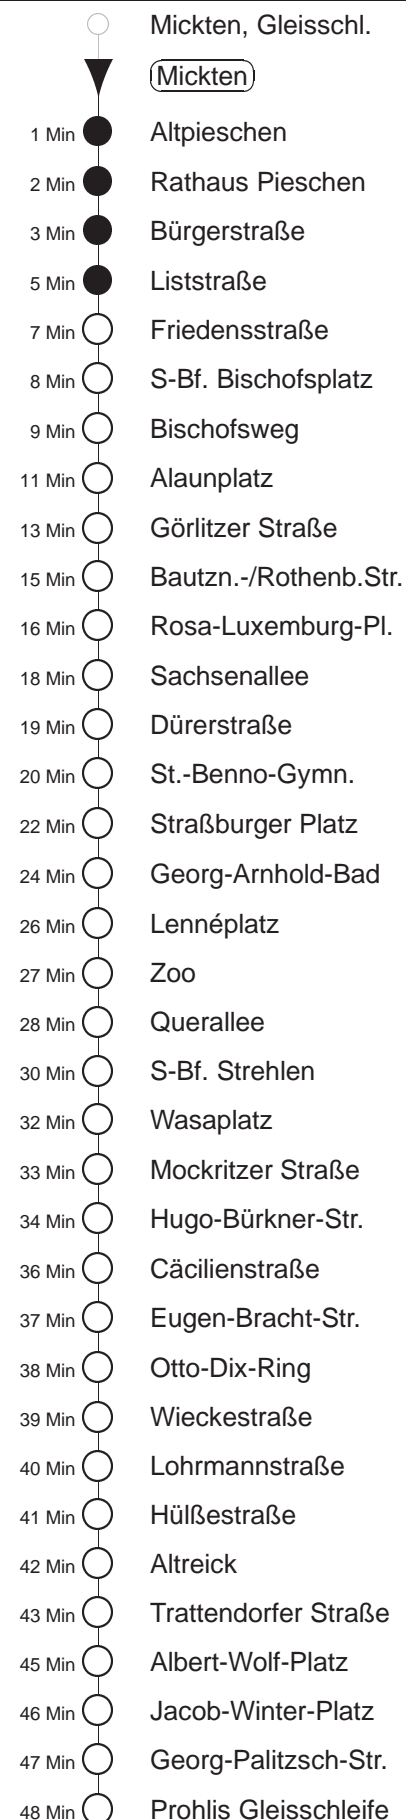 Mickten, Gleisschl.
Mickten
1 Min Altpieschen
2 Min Rathaus Pieschen
3 Min Bürgerstraße
5 Min Liststraße
7 Min Friedensstraße
8 Min S-Bf. Bischofsplatz
9 Min Bischofsweg
11 Min Alaunplatz
13 Min Görlitzer Straße
15 Min Bautzn.-/Rothenb.Str.
16 Min Rosa-Luxemburg-Pl.
18 Min Sachsenallee
19 Min Dürerstraße
20 Min St.-Benno-Gymn.
22 Min Straßburger Platz
24 Min Georg-Arnhold-Bad
26 Min Lennéplatz
27 Min Zoo
28 Min Querallee
30 Min S-Bf. Strehlen
32 Min Wasaplatz
33 Min Mockritzer Straße
34 Min Hugo-Bürkner-Str.
36 Min Cäcilienstraße
37 Min Eugen-Bracht-Str.
38 Min Otto-Dix-Ring
39 Min Wieckestraße
40 Min Lohrmannstraße
41 Min Hülßestraße
42 Min Altreick
43 Min Trattendorfer Straße
45 Min Albert-Wolf-Platz
46 Min Jacob-Winter-Platz
47 Min Georg-Palitzsch-Str.
48 Min Prohlis Gleisschleife